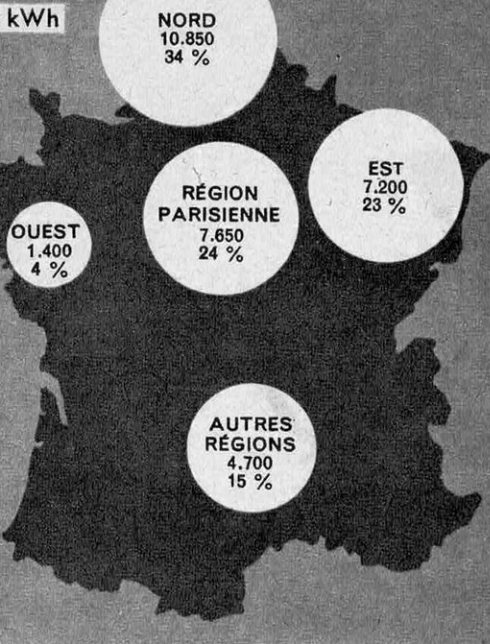 kWh
NORD
10.850
34 %
EST
7.200
23 %
RÉGION
PARISIENNE
7.650
24 %
OUEST
1.400
4 %
AUTRES
RÉGIONS
4.700
15 %